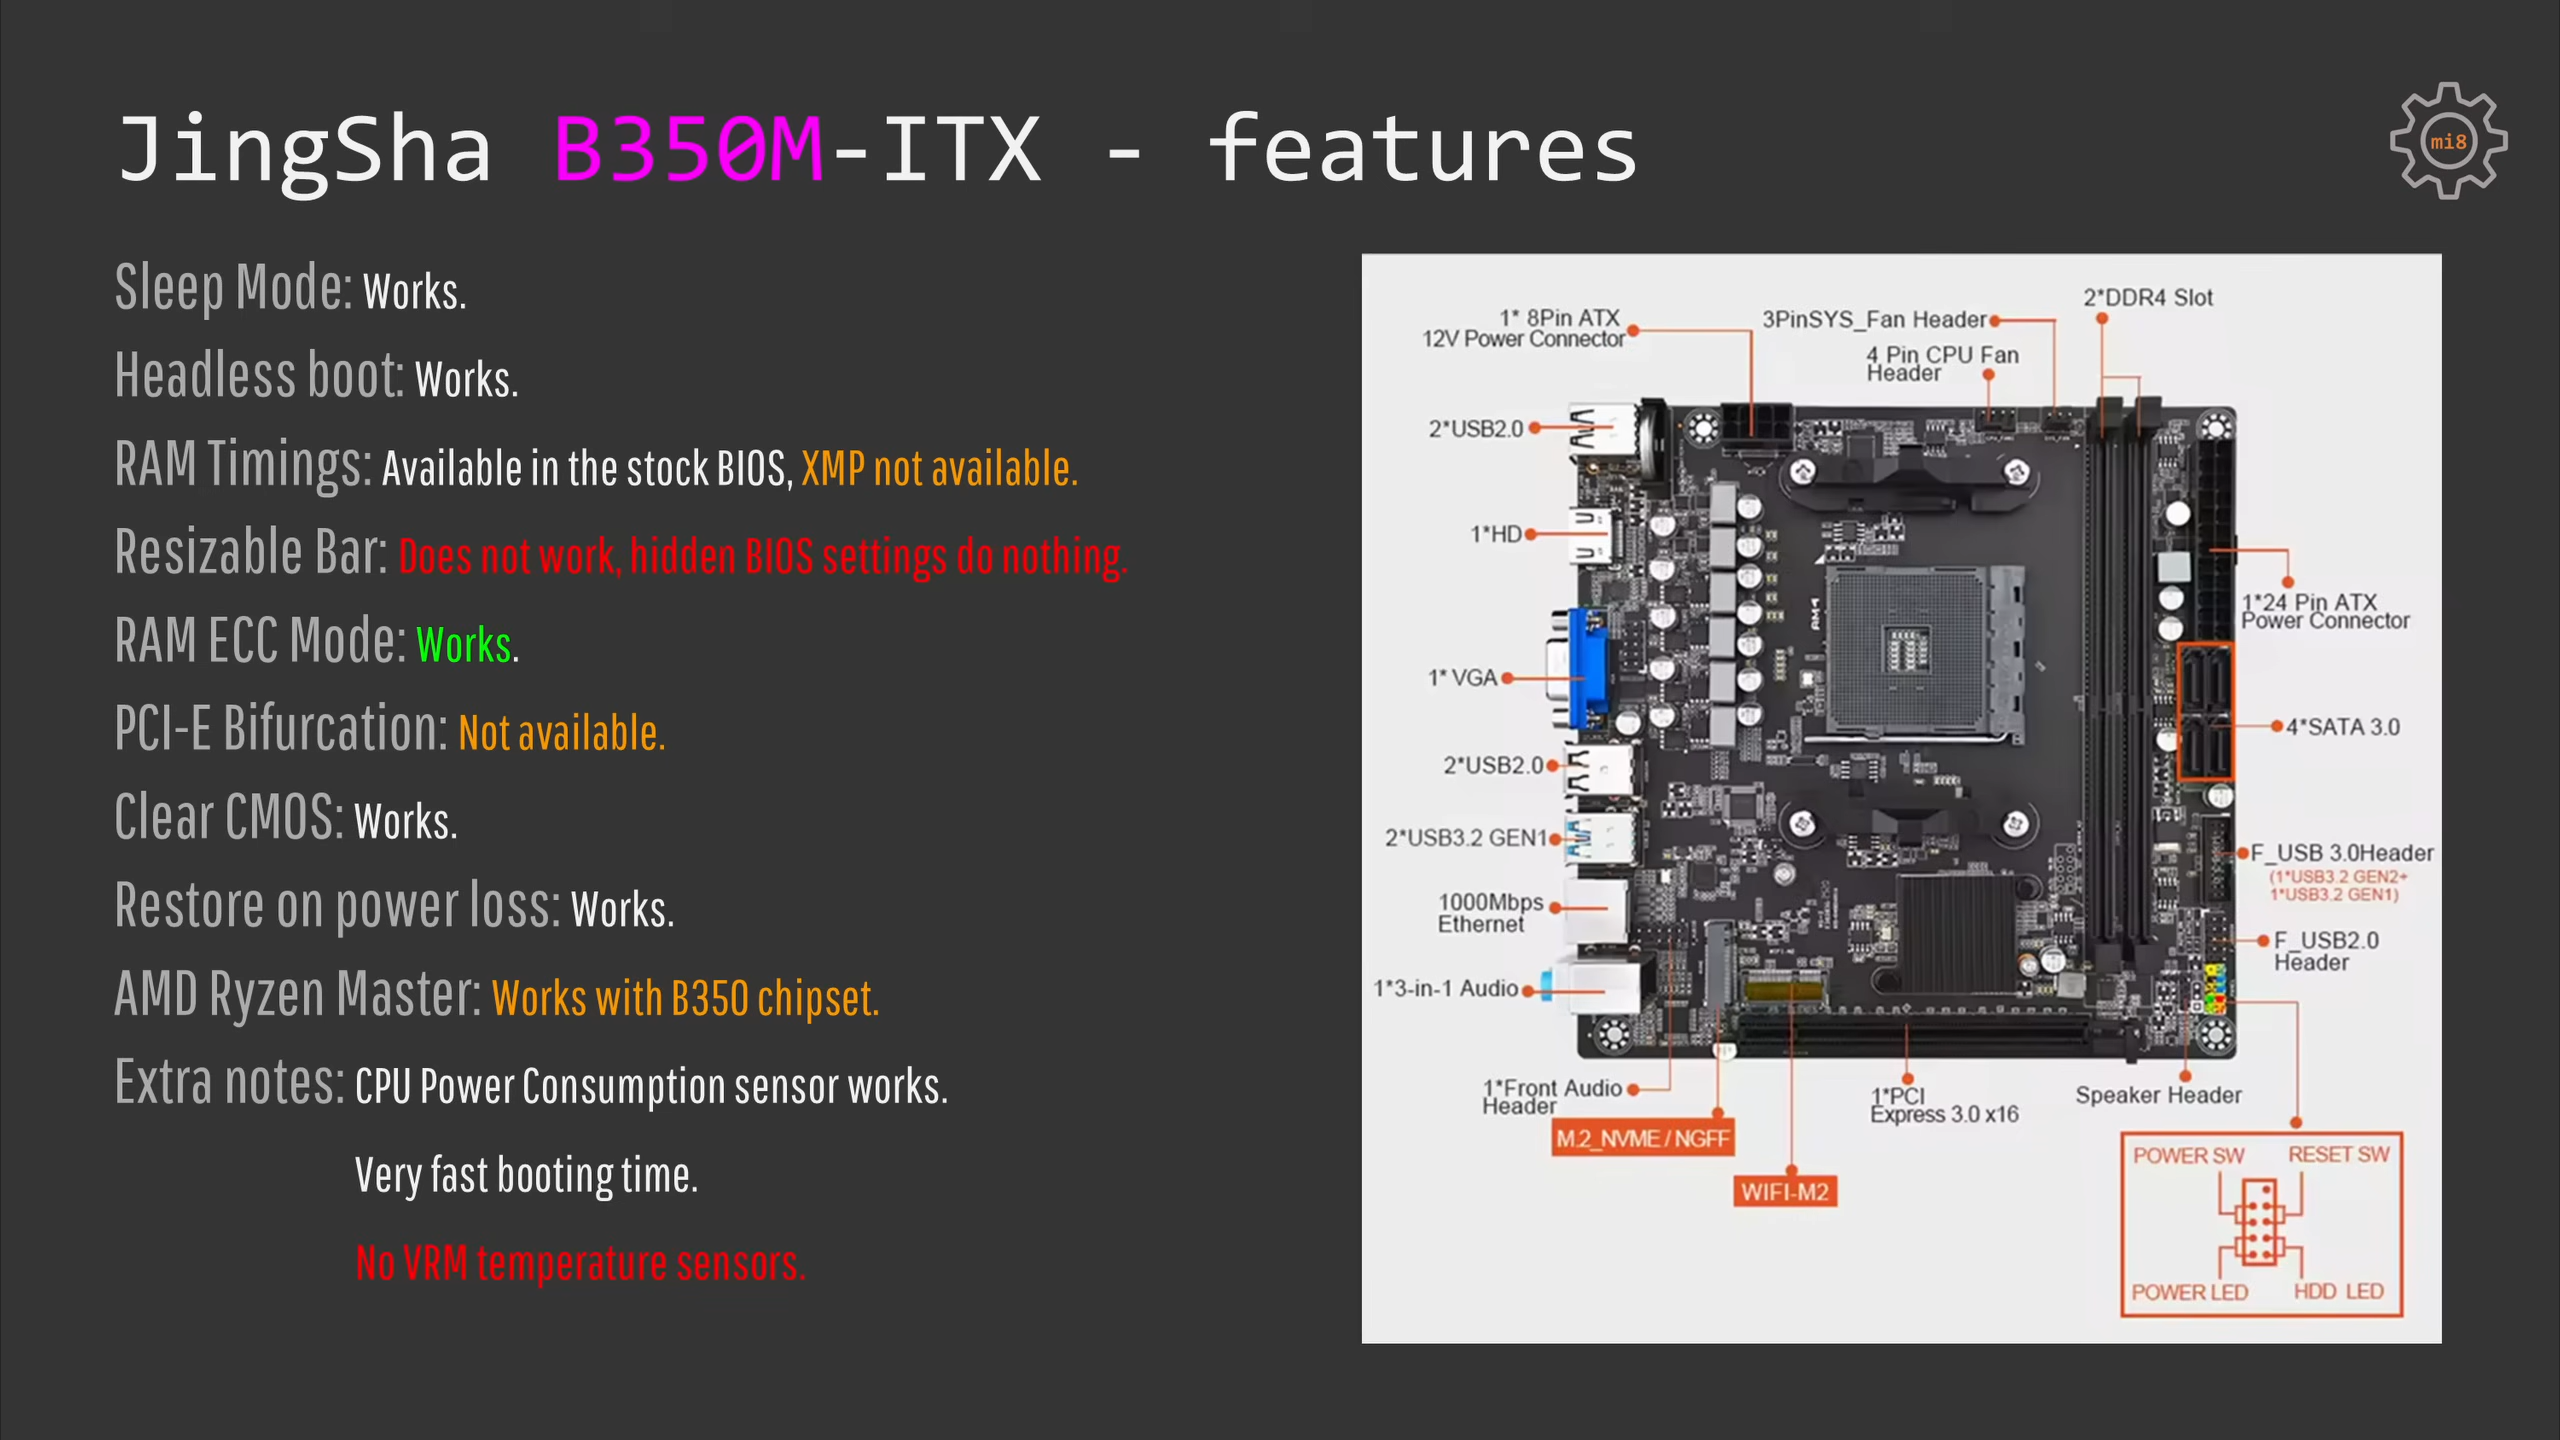 JingSha B350M-ITX - features
mi8
Sleep Mode: Works.
Headless boot: Works.
RAM Timings: Available in the stock BIOS, XMP not available.
Resizable Bar: Does not work, hidden BIOS settings do nothing.
RAM ECC Mode: Works.
PCI-E Bifurcation: Not available.
Clear CMOS: Works.
Restore on power loss: Works.
AMD Ryzen Master: Works with B350 chipset.
Extra notes: CPU Power Consumption sensor works.
Very fast booting time.
No VRM temperature sensors.
1* 8Pin ATX
12V Power Connector
3PinSYS_Fan Header
4 Pin CPU Fan
Header
2*DDR4 Slot
2*USB2.0
1*HD
1* VGA
2*USB2.0
2*USB3.2 GEN1
1000Mbps
Ethernet
1*3-in-1 Audio
AM4
1*24 Pin ATX
Power Connector
4*SATA 3.0
F_USB 3.0Header
(1*USB3.2 GEN2+
1*USB3.2 GEN1)
F_USB2.0
Header
1*Front Audio
Header
M.2_NVME / NGFF
WIFI-M2
1*PCI
Express 3.0 x16
Speaker Header
POWER SW
RESET SW
POWER LED
HDD LED